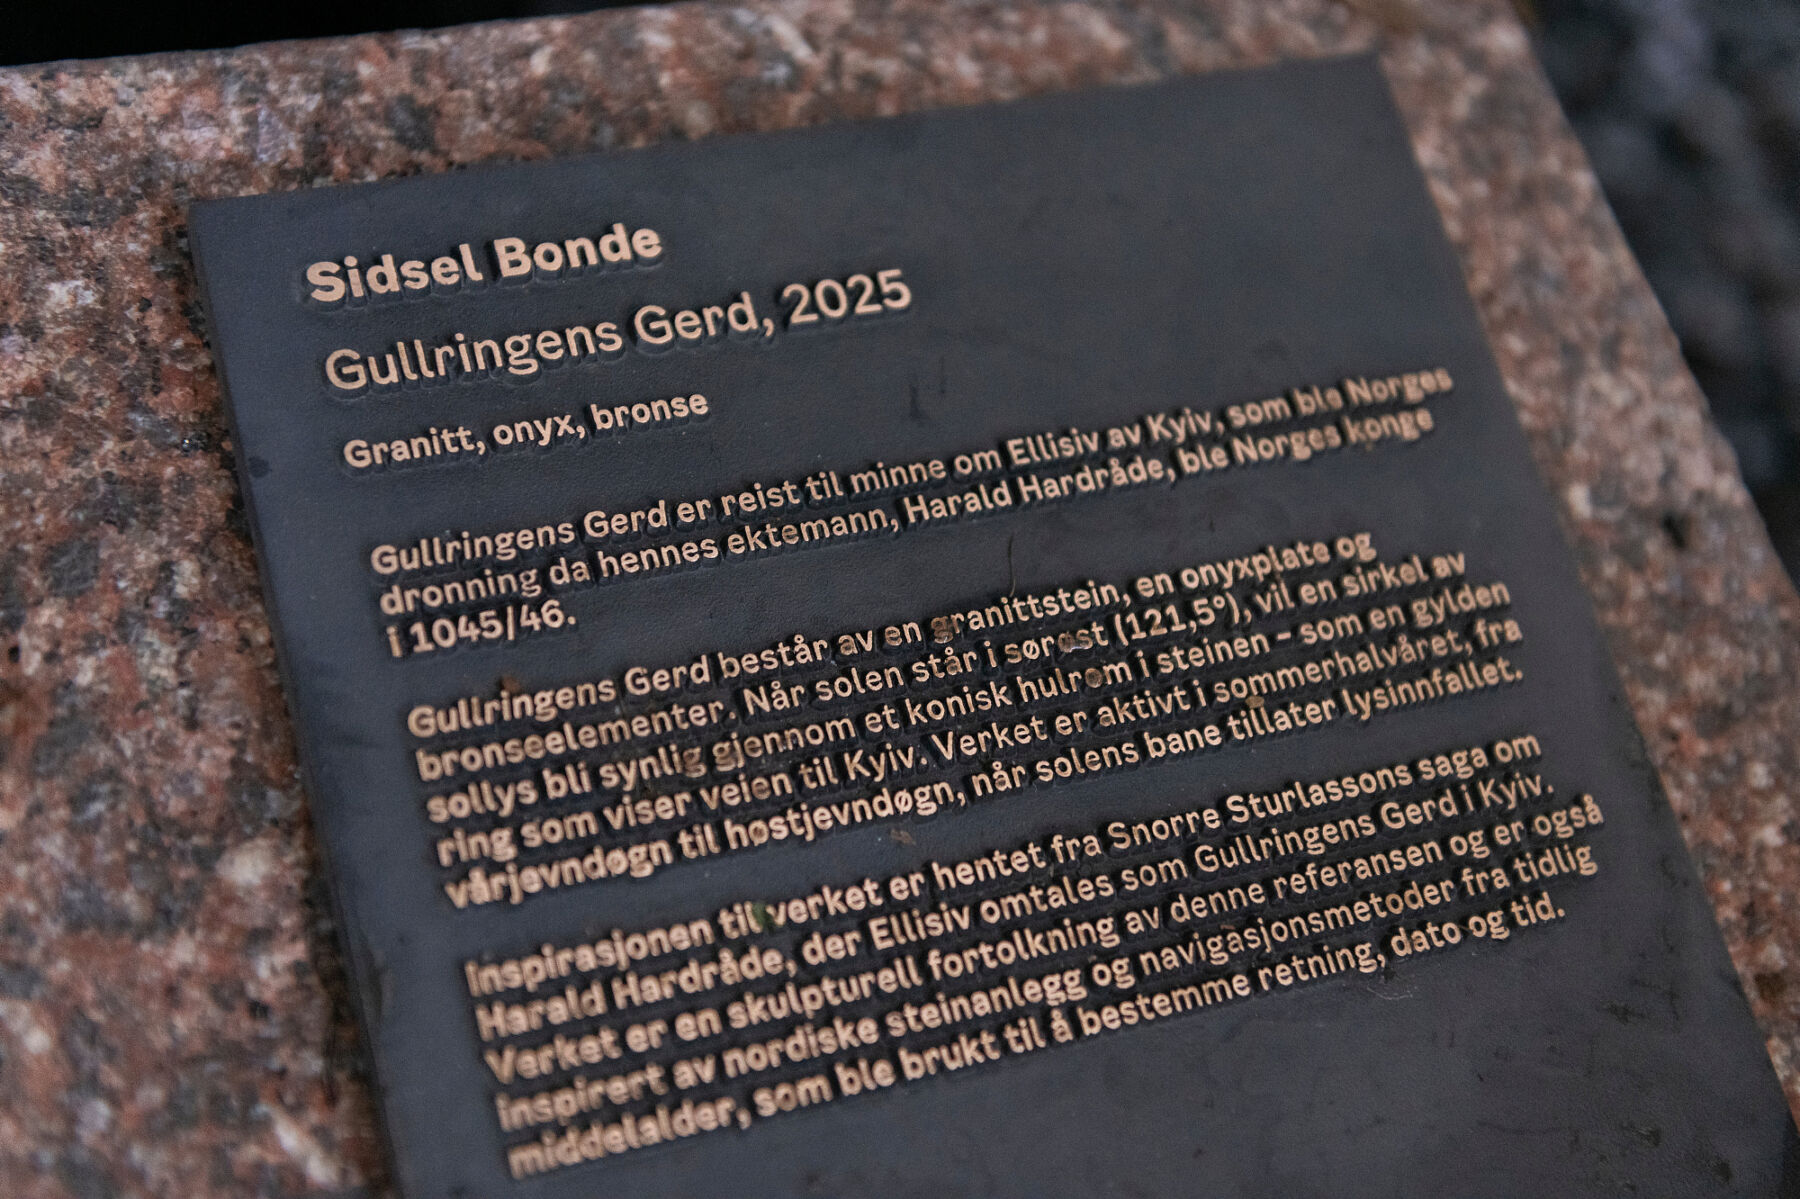 Sidsel Bonde
Gullringens Gerd, 2025
Granitt, onyx, bronse
Gullringens Gerd er reist til minne om Ellisiv av Kyiv, som ble Norges
dronning da hennes ektemann, Harald Hardråde, ble Norges konge
i 1045/46.
Gullringens Gerd består av en granittstein, en onyxplate og
bronseelementer. Når solen står i sørøst (121,5°), vil en sirkel av
sollys bli synlig gjennom et konisk hulrom i steinen – som en gylden
ring som viser veien til Kyiv. Verket er aktivt i sommerhalvåret, fra
vårjevndøgn til høstjevndøgn, når solens bane tillater lysinnfallet.
Inspirasjonen til verket er hentet fra Snorre Sturlassons saga om
Harald Hardråde, der Ellisiv omtales som Gullringens Gerd i Kyiv.
Verket er en skulpturell fortolkning av denne referansen og er også
inspirert av nordiske steinanlegg og navigasjonsmetoder fra tidlig
middelalder, som ble brukt til å bestemme retning, dato og tid.